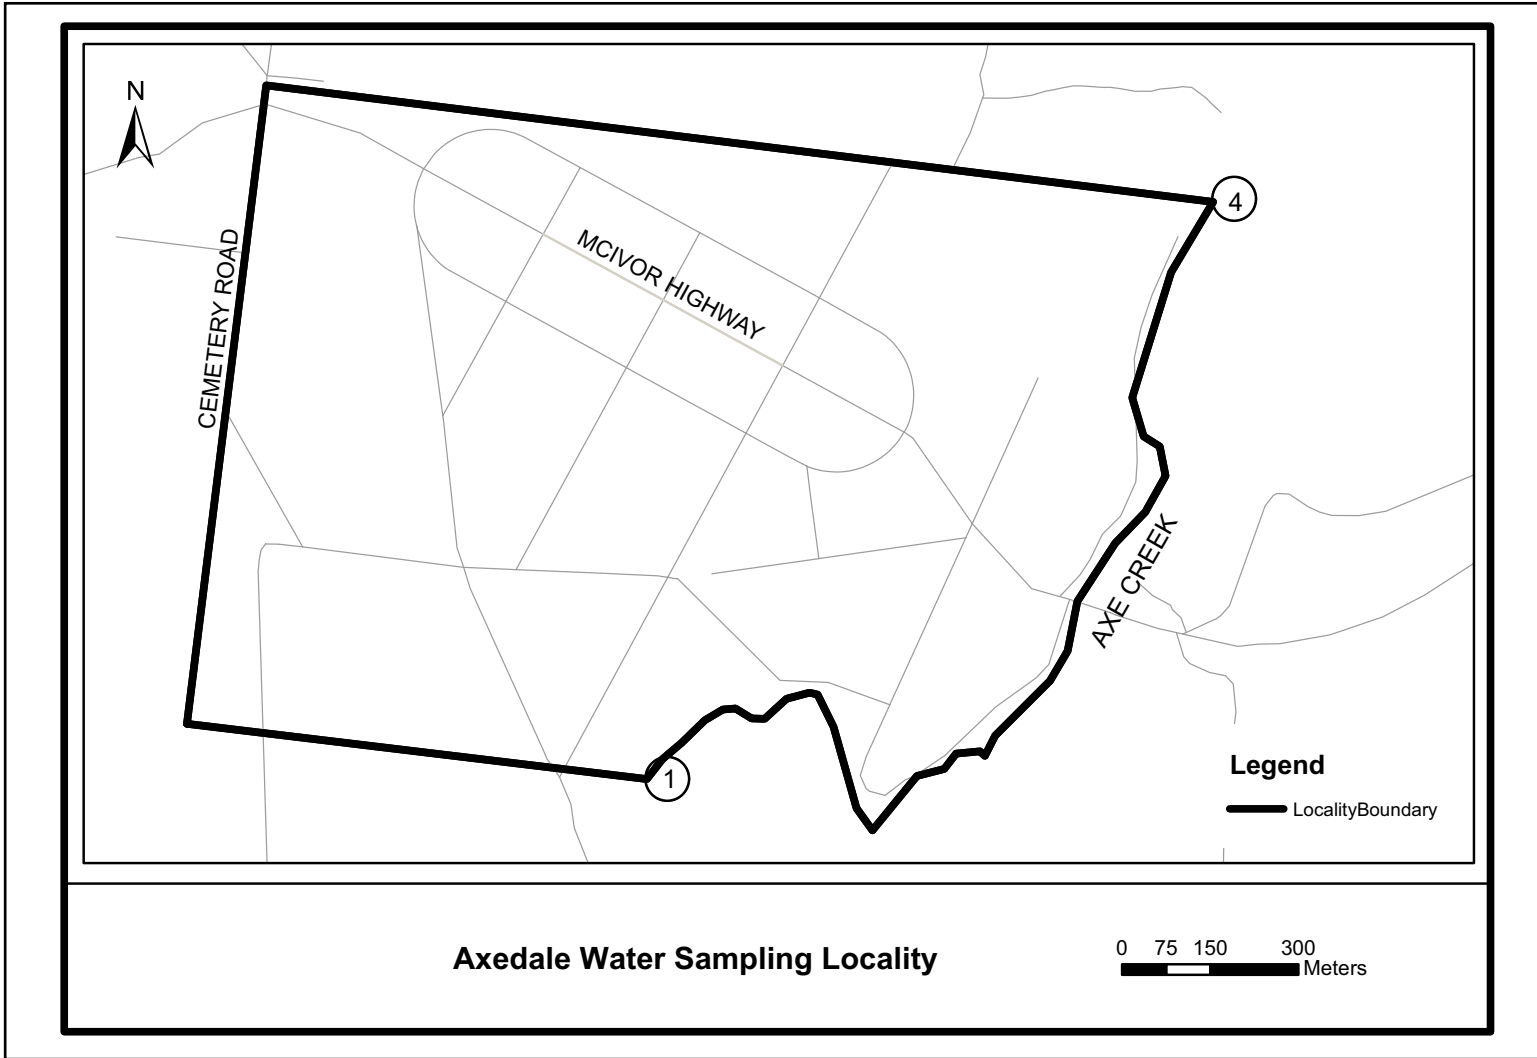 N
4
MCIVOR HIGHWAY
CEMETERY ROAD
AXE CREEK
1
Legend
LocalityBoundary
Axedale Water Sampling Locality
0 75 150 300
Meters